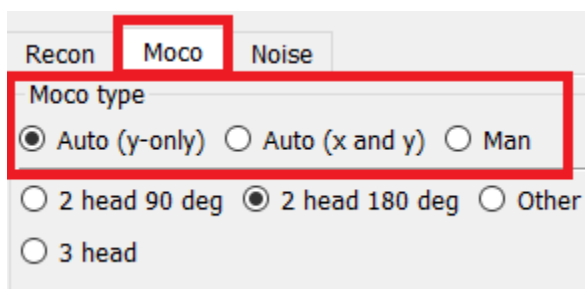 Recon Moco Noise
Moco type
Auto (y-only) Auto (x and y) Man
2 head 90 deg 2 head 180 deg Other
3 head